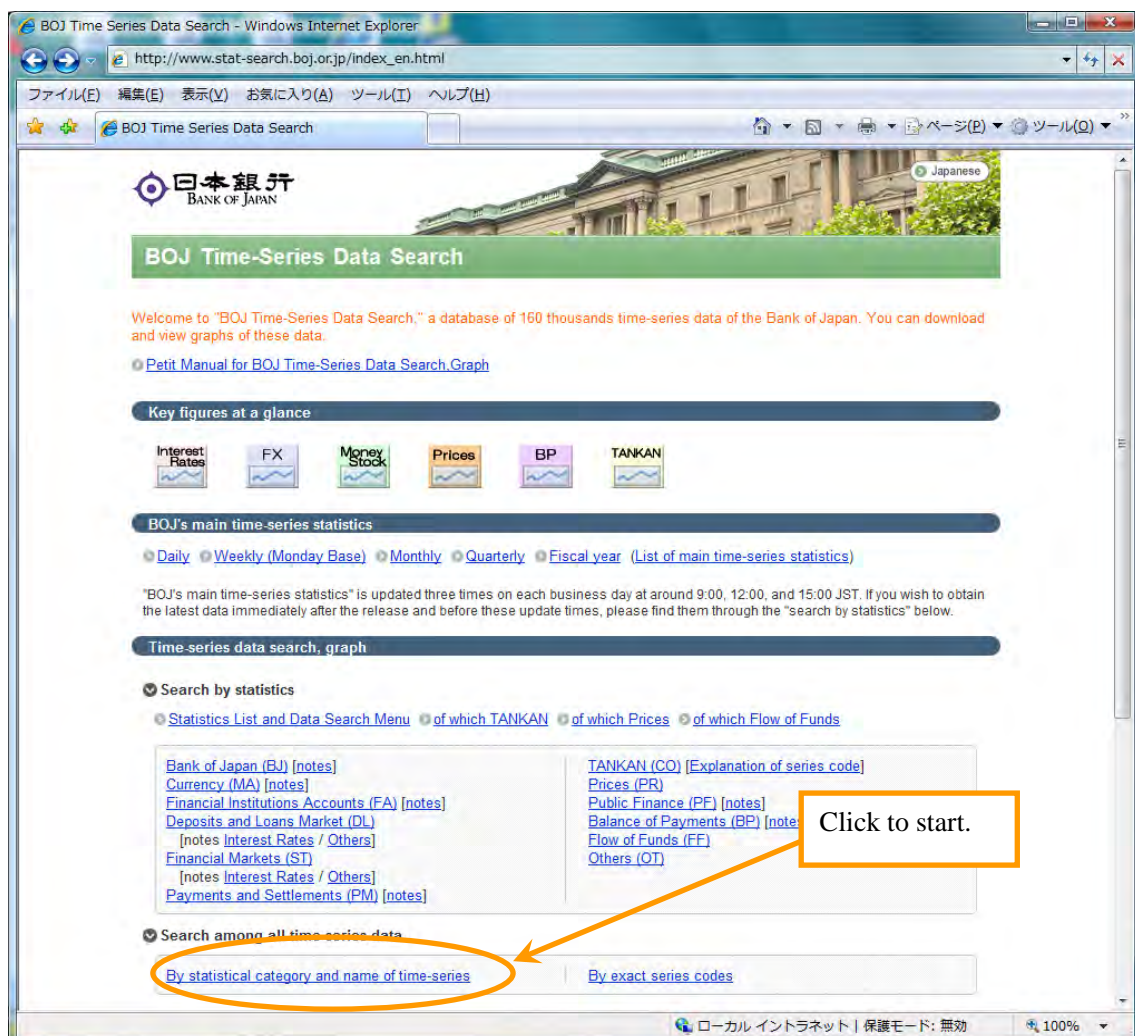 BOJ Time Series Data Search - Windows Internet Explorer
http://www.stat-search.boj.or.jp/index_en.html
ファイル(F) 編集(E) 表示(V) お気に入り(A) ツール(T) ヘルプ(H)
BOJ Time Series Data Search ページ(P) ツール(O)
日本銀行
BANK OF JAPAN
Japanese
BOJ Time-Series Data Search
Welcome to "BOJ Time-Series Data Search," a database of 160 thousands time-series data of the Bank of Japan. You can download
and view graphs of these data.
Petit Manual for BOJ Time-Series Data Search,Graph
Key figures at a glance
Interest Rates FX Money Stock Prices BP TANKAN
BOJ's main time-series statistics
Daily Weekly (Monday Base) Monthly Quarterly Fiscal year (List of main time-series statistics)
"BOJ's main time-series statistics" is updated three times on each business day at around 9:00, 12:00, and 15:00 JST. If you wish to obtain
the latest data immediately after the release and before these update times, please find them through the "search by statistics" below.
Time-series data search, graph
Search by statistics
Statistics List and Data Search Menu of which TANKAN of which Prices of which Flow of Funds
Bank of Japan (BJ) [notes]
Currency (MA) [notes]
Financial Institutions Accounts (FA) [notes]
Deposits and Loans Market (DL)
[notes Interest Rates / Others]
Financial Markets (ST)
[notes Interest Rates / Others]
Payments and Settlements (PM) [notes]
TANKAN (CO) [Explanation of series code]
Prices (PR)
Public Finance (PF) [notes]
Balance of Payments (BP) [notes
Flow of Funds (FF)
Others (OT)
Click to start.
Search among all time-series data
By statistical category and name of time-series By exact series codes
ローカル イントラネット | 保護モード: 無効 100%